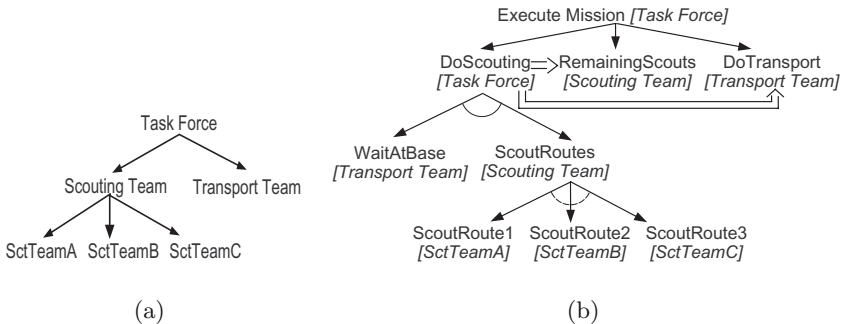 Task Force
Scouting Team Transport Team
SctTeamA SctTeamB SctTeamC
(a)
Execute Mission [Task Force]
DoScouting RemainingScouts DoTransport
[Task Force] [Scouting Team] [Transport Team]
WaitAtBase ScoutRoutes
[Transport Team] [Scouting Team]
ScoutRoute1 ScoutRoute2 ScoutRoute3
[SctTeamA] [SctTeamB] [SctTeamC]
(b)